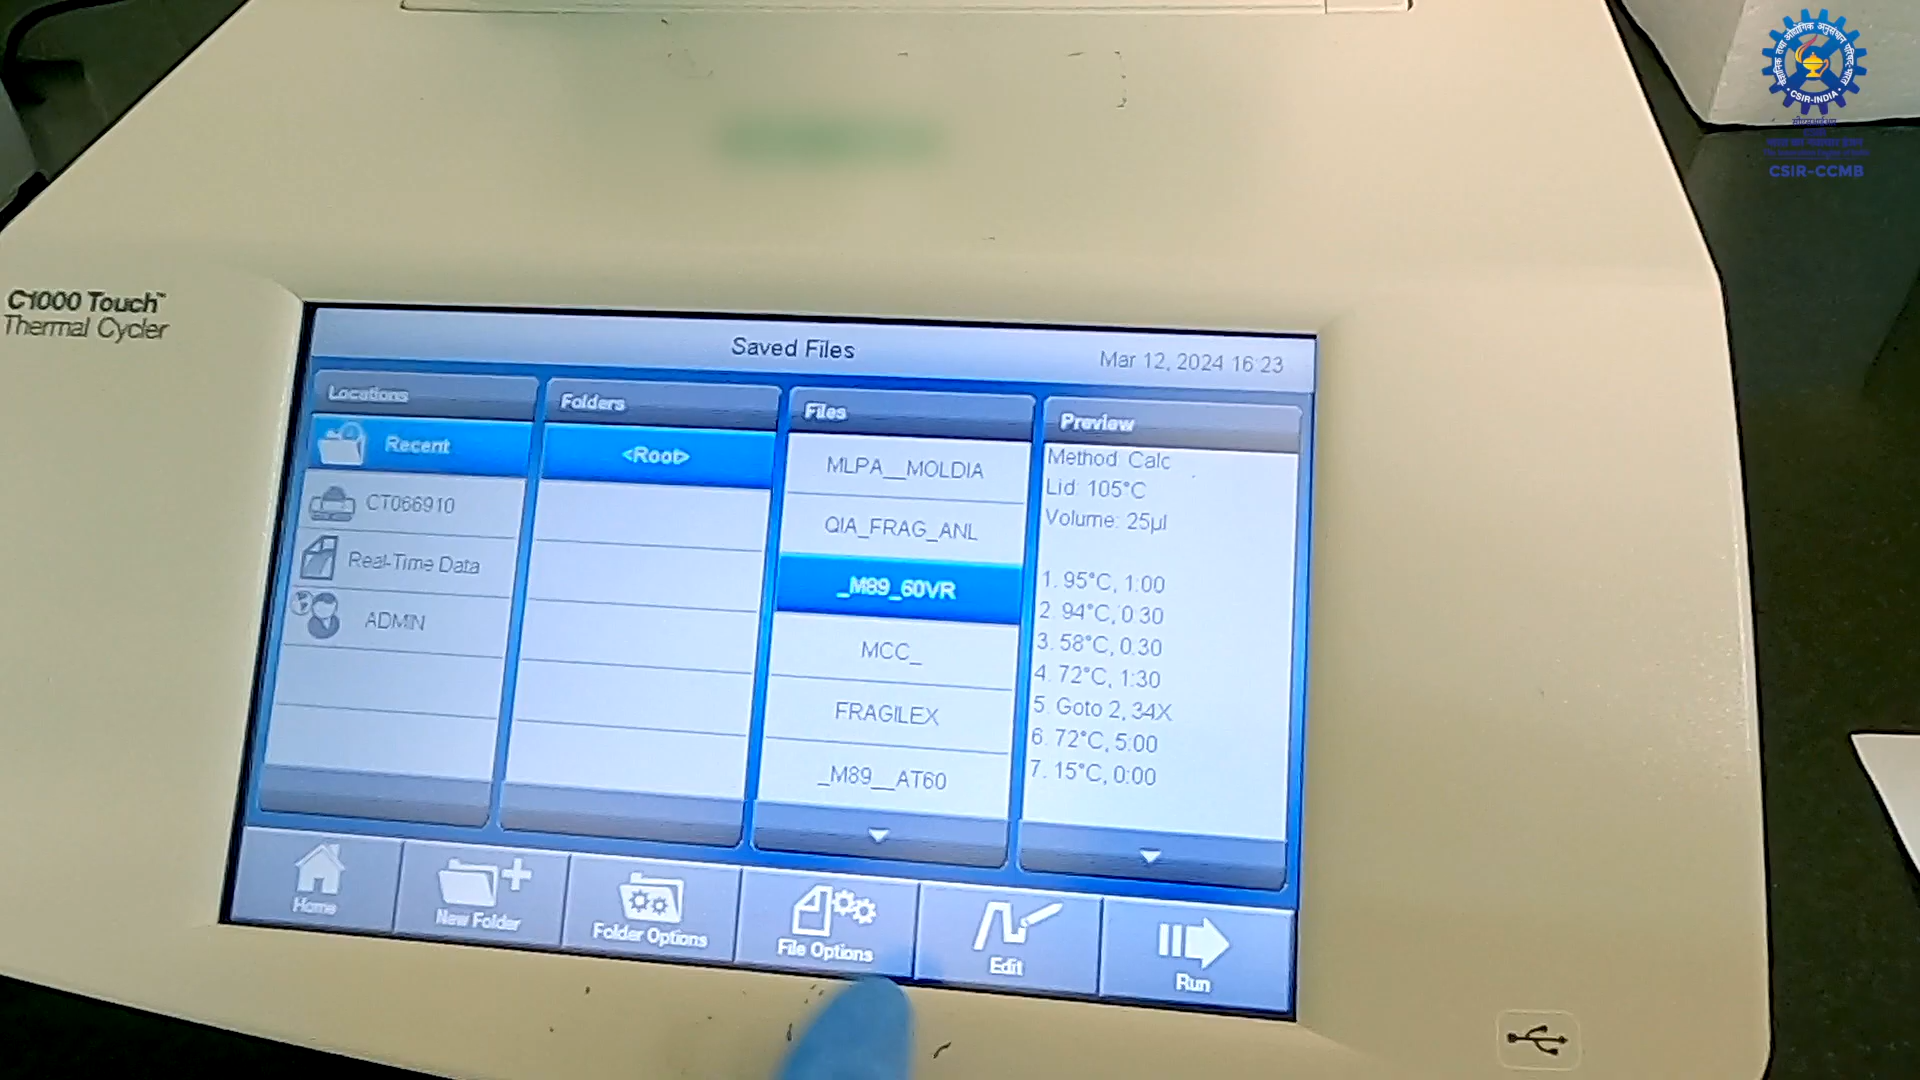 CSIR-INDIA
CSIR-CCMB
C1000 Touch™
Thermal Cycler
Saved Files
Mar 12, 2024 16:23
Locations
Recent
CT066910
Real-Time Data
ADMIN
Folders
<Root>
Files
MLPA__MOLDIA
QIA_FRAG_ANL
_M89_60VR
MCC_
FRAGILEX
_M89__AT60
Preview
Method: Calc
Lid: 105°C
Volume: 25µl
1. 95°C, 1:00
2. 94°C, 0:30
3. 58°C, 0:30
4. 72°C, 1:30
5. Goto 2, 34X
6. 72°C, 5:00
7. 15°C, 0:00
Home
New Folder
Folder Options
File Options
Edit
Run